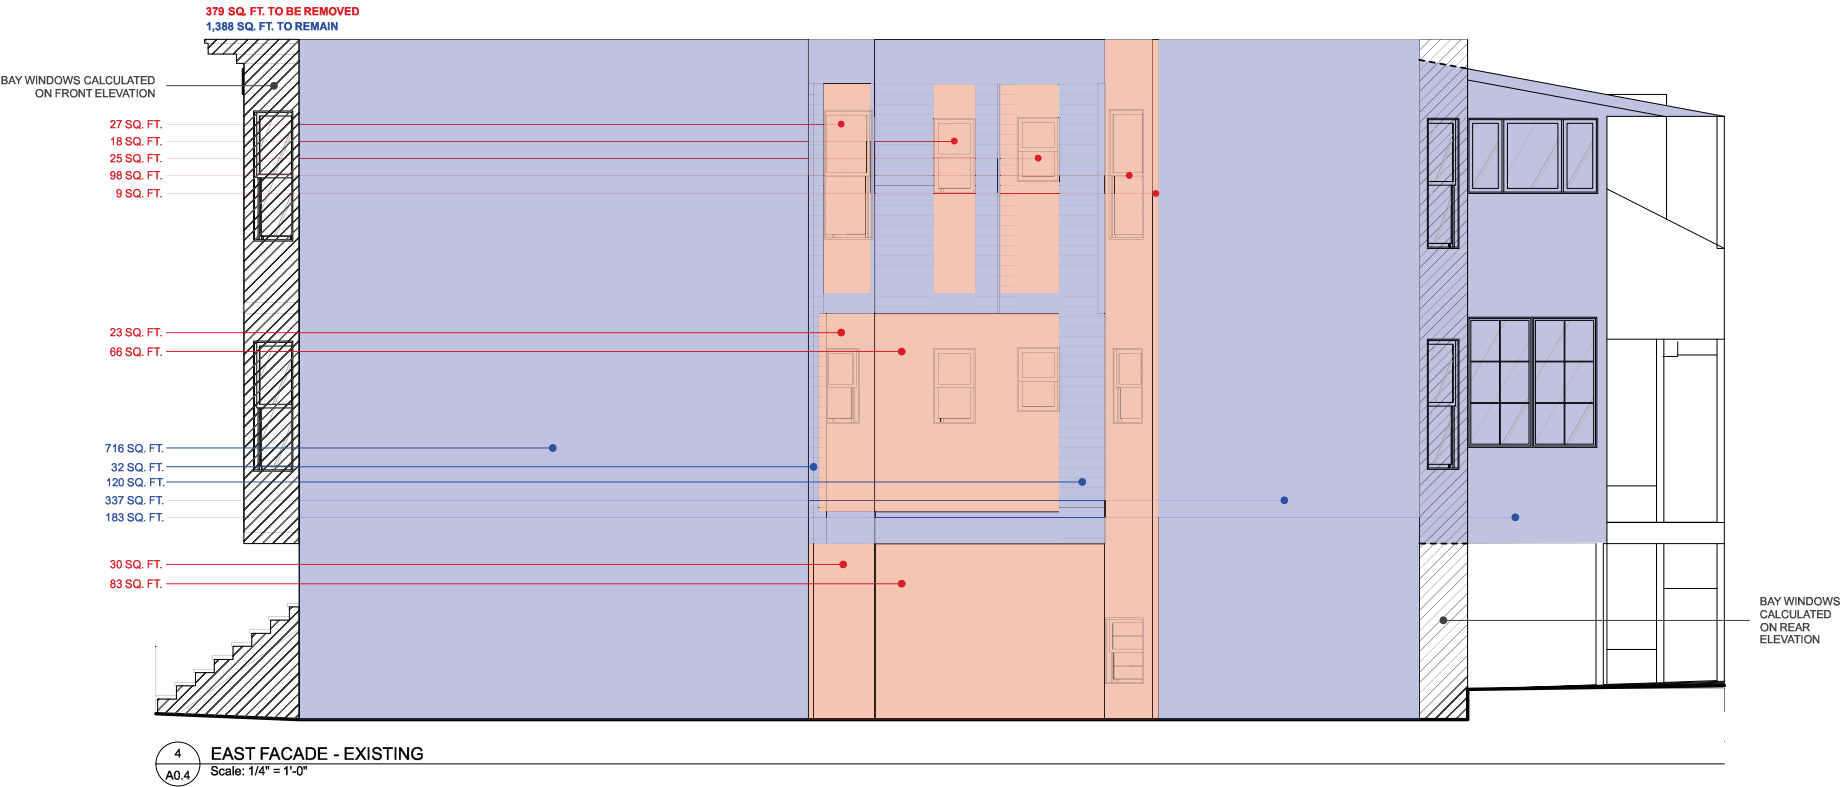 379 SQ. FT. TO BE REMOVED
1,388 SQ. FT. TO REMAIN
BAY WINDOWS CALCULATED
ON FRONT ELEVATION
27 SQ. FT.
18 SQ. FT.
25 SQ. FT.
98 SQ. FT.
9 SQ. FT.
23 SQ. FT.
66 SQ. FT.
716 SQ. FT.
32 SQ. FT.
120 SQ. FT.
337 SQ. FT.
183 SQ. FT.
30 SQ. FT.
83 SQ. FT.
BAY WINDOWS
CALCULATED
ON REAR
ELEVATION
4
A0.4
EAST FACADE - EXISTING
Scale: 1/4" = 1'-0"